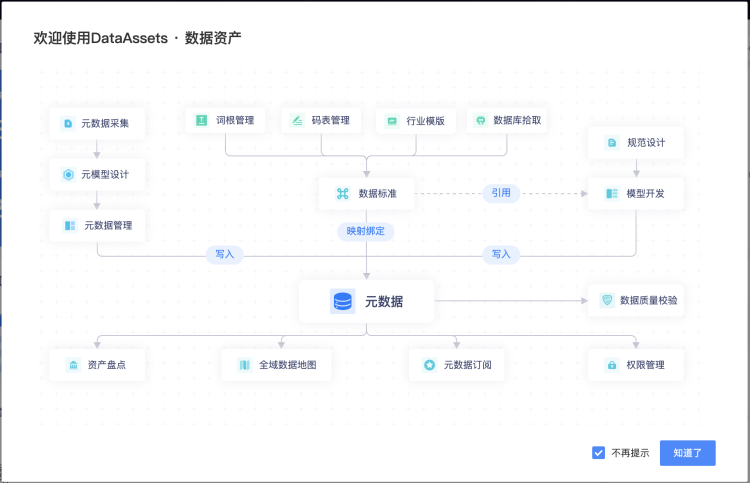 欢迎使用DataAssets · 数据资产
元数据采集
词根管理
码表管理
行业模版
数据库拾取
规范设计
元模型设计
数据标准
引用
模型开发
元数据管理
映射绑定
写入
写入
元数据
数据质量校验
资产盘点
全域数据地图
元数据订阅
权限管理
不再提示
知道了